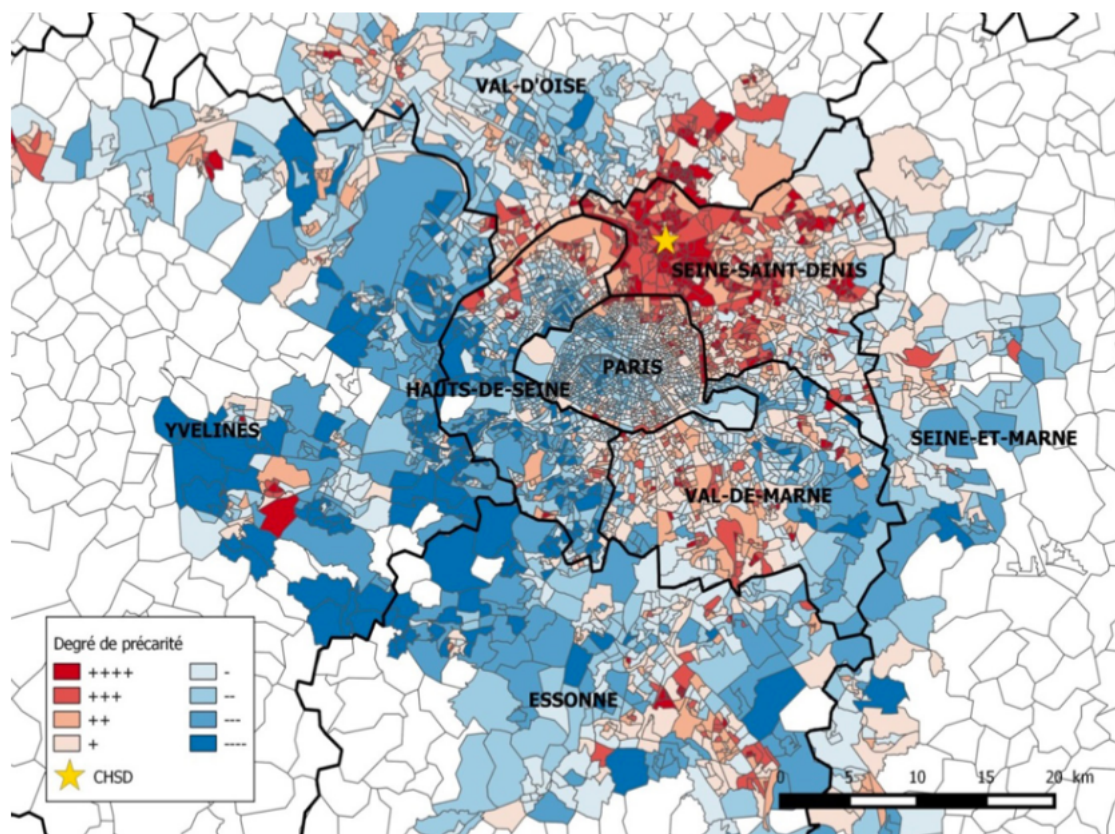 VAL-D'OISE
SEINE-SAINT-DENIS
PARIS
HAUTS-DE-SEINE
YVELINES
SEINE-ET-MARNE
VAL-DE-MARNE
ESSONNE
Degré de précarité
++++ -
+++ --
++ ---
+ ----
CHSD
0 5 10 15 20 km